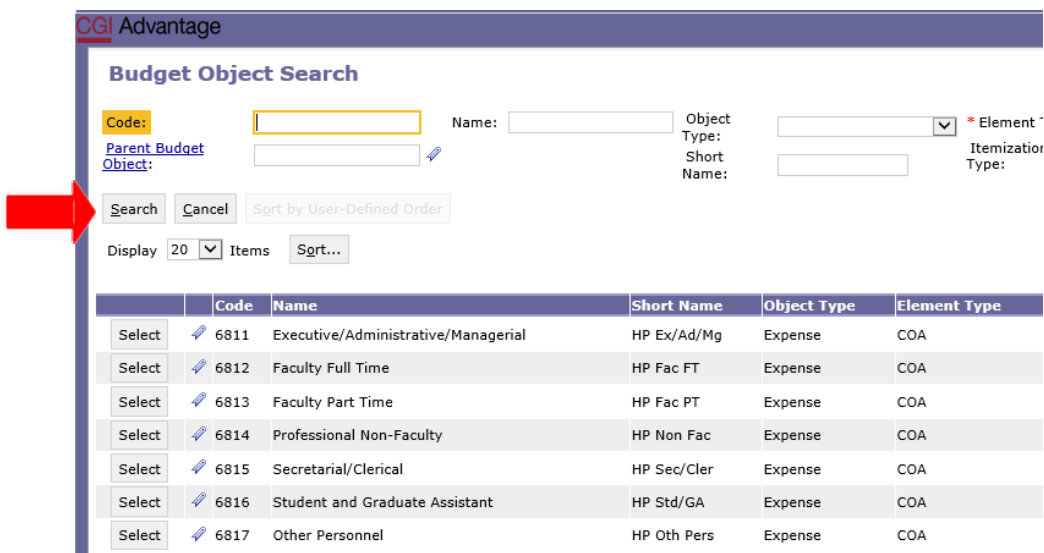 CGI Advantage
Budget Object Search
Code: Name: Object Type: * Element T
Parent Budget Object: Short Name: Itemization Type:
Search Cancel Sort by User-Defined Order
Display 20 Items Sort...
Code Name Short Name Object Type Element Type
Select 6811 Executive/Administrative/Managerial HP Ex/Ad/Mg Expense COA
Select 6812 Faculty Full Time HP Fac FT Expense COA
Select 6813 Faculty Part Time HP Fac PT Expense COA
Select 6814 Professional Non-Faculty HP Non Fac Expense COA
Select 6815 Secretarial/Clerical HP Sec/Cler Expense COA
Select 6816 Student and Graduate Assistant HP Std/GA Expense COA
Select 6817 Other Personnel HP Oth Pers Expense COA